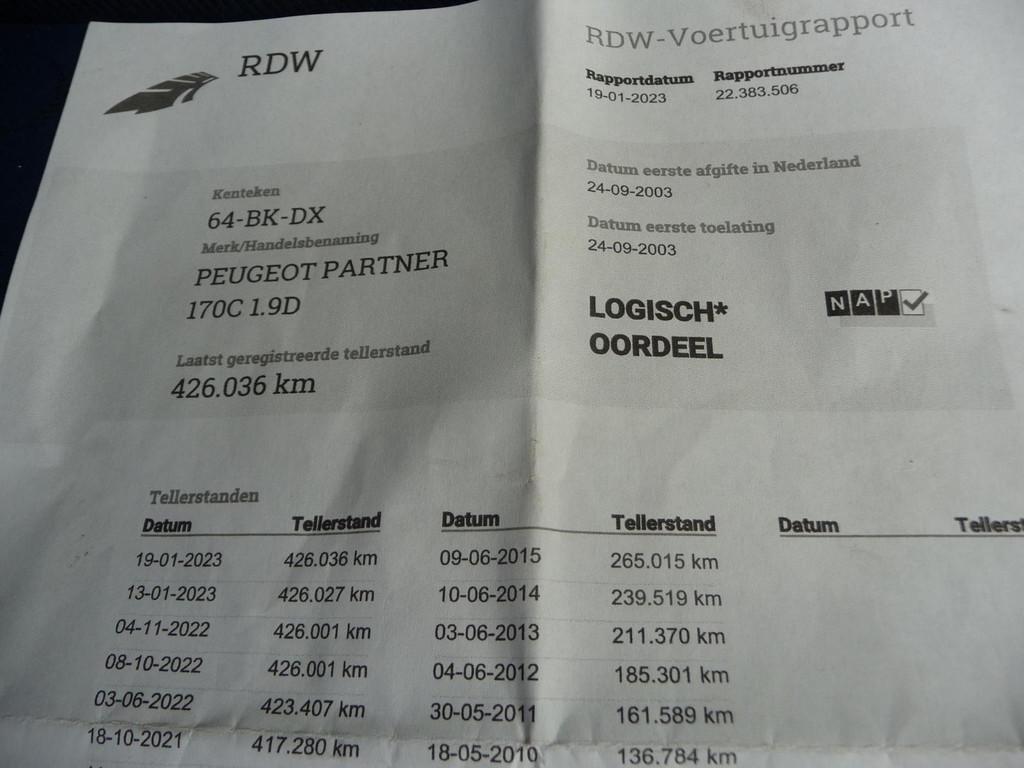 RDW
RDW-Voertuigrapport
Rapportdatum Rapportnummer
19-01-2023 22.383.506
Kenteken
64-BK-DX
Merk/Handelsbenaming
PEUGEOT PARTNER
170C 1.9D
Laatst geregistreerde tellerstand
426.036 km
Datum eerste afgifte in Nederland
24-09-2003
Datum eerste toelating
24-09-2003
LOGISCH*
OORDEEL
NAP
Tellerstanden
Datum Tellerstand Datum Tellerstand Datum Tellerst
19-01-2023 426.036 km 09-06-2015 265.015 km
13-01-2023 426.027 km 10-06-2014 239.519 km
04-11-2022 426.001 km 03-06-2013 211.370 km
08-10-2022 426.001 km 04-06-2012 185.301 km
03-06-2022 423.407 km 30-05-2011 161.589 km
18-10-2021 417.280 km 18-05-2010 136.784 km